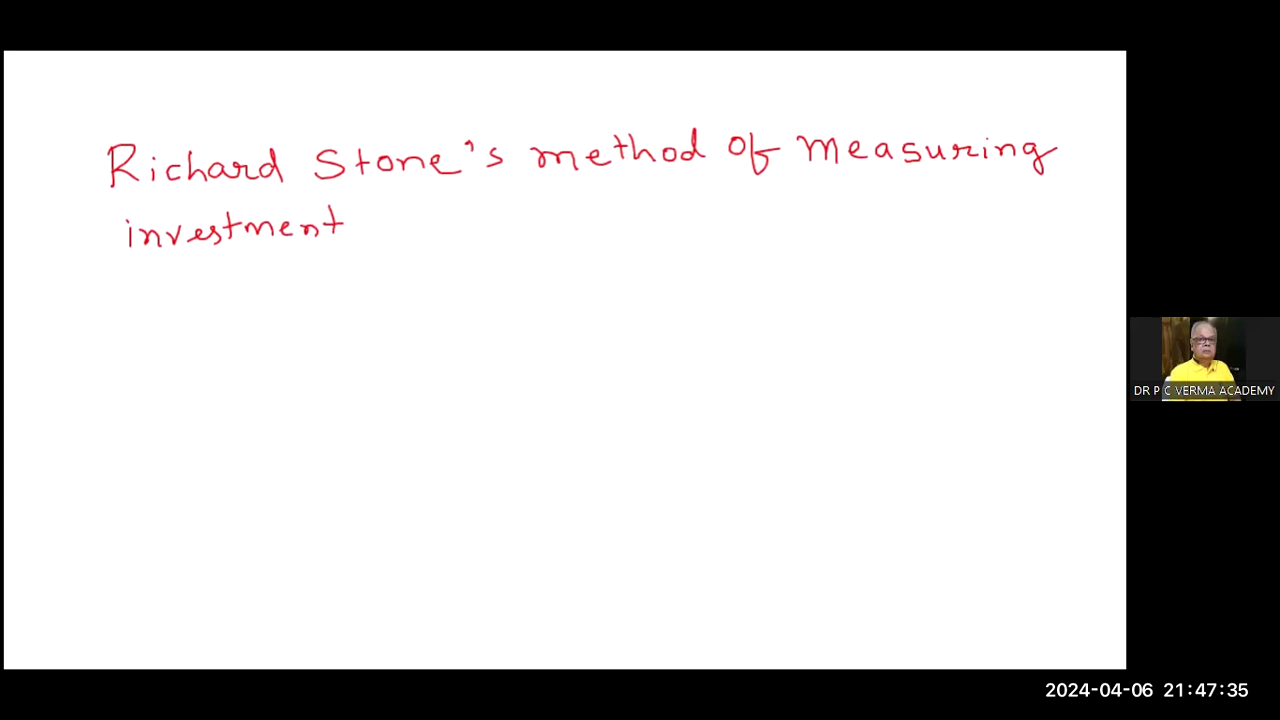 Richard Stone's method of measuring
investment
DR P C VERMA ACADEMY
2024-04-06 21:47:35